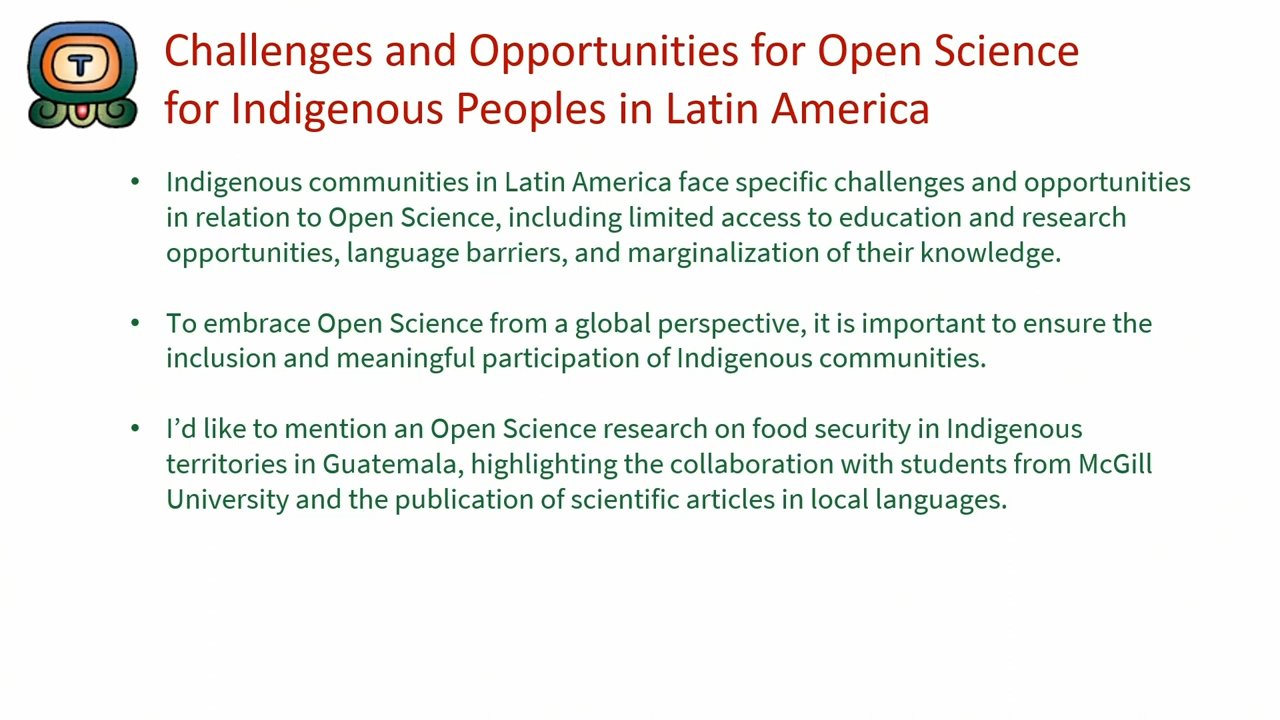 T
Challenges and Opportunities for Open Science
for Indigenous Peoples in Latin America
• Indigenous communities in Latin America face specific challenges and opportunities
in relation to Open Science, including limited access to education and research
opportunities, language barriers, and marginalization of their knowledge.
• To embrace Open Science from a global perspective, it is important to ensure the
inclusion and meaningful participation of Indigenous communities.
• I’d like to mention an Open Science research on food security in Indigenous
territories in Guatemala, highlighting the collaboration with students from McGill
University and the publication of scientific articles in local languages.